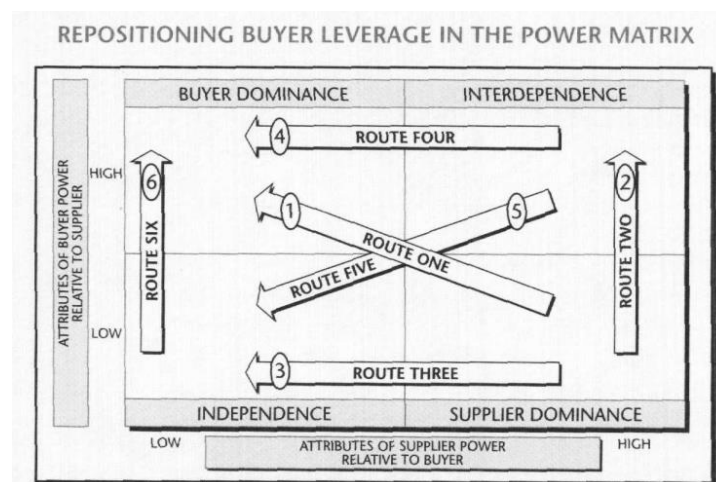 REPOSITIONING BUYER LEVERAGE IN THE POWER MATRIX
BUYER DOMINANCE
INTERDEPENDENCE
4 ROUTE FOUR
HIGH
6
1
5
2
ATTRIBUTES OF BUYER POWER
RELATIVE TO SUPPLIER
ROUTE SIX
ROUTE ONE
ROUTE FIVE
ROUTE TWO
LOW
3 ROUTE THREE
INDEPENDENCE
SUPPLIER DOMINANCE
LOW
ATTRIBUTES OF SUPPLIER POWER
RELATIVE TO BUYER
HIGH